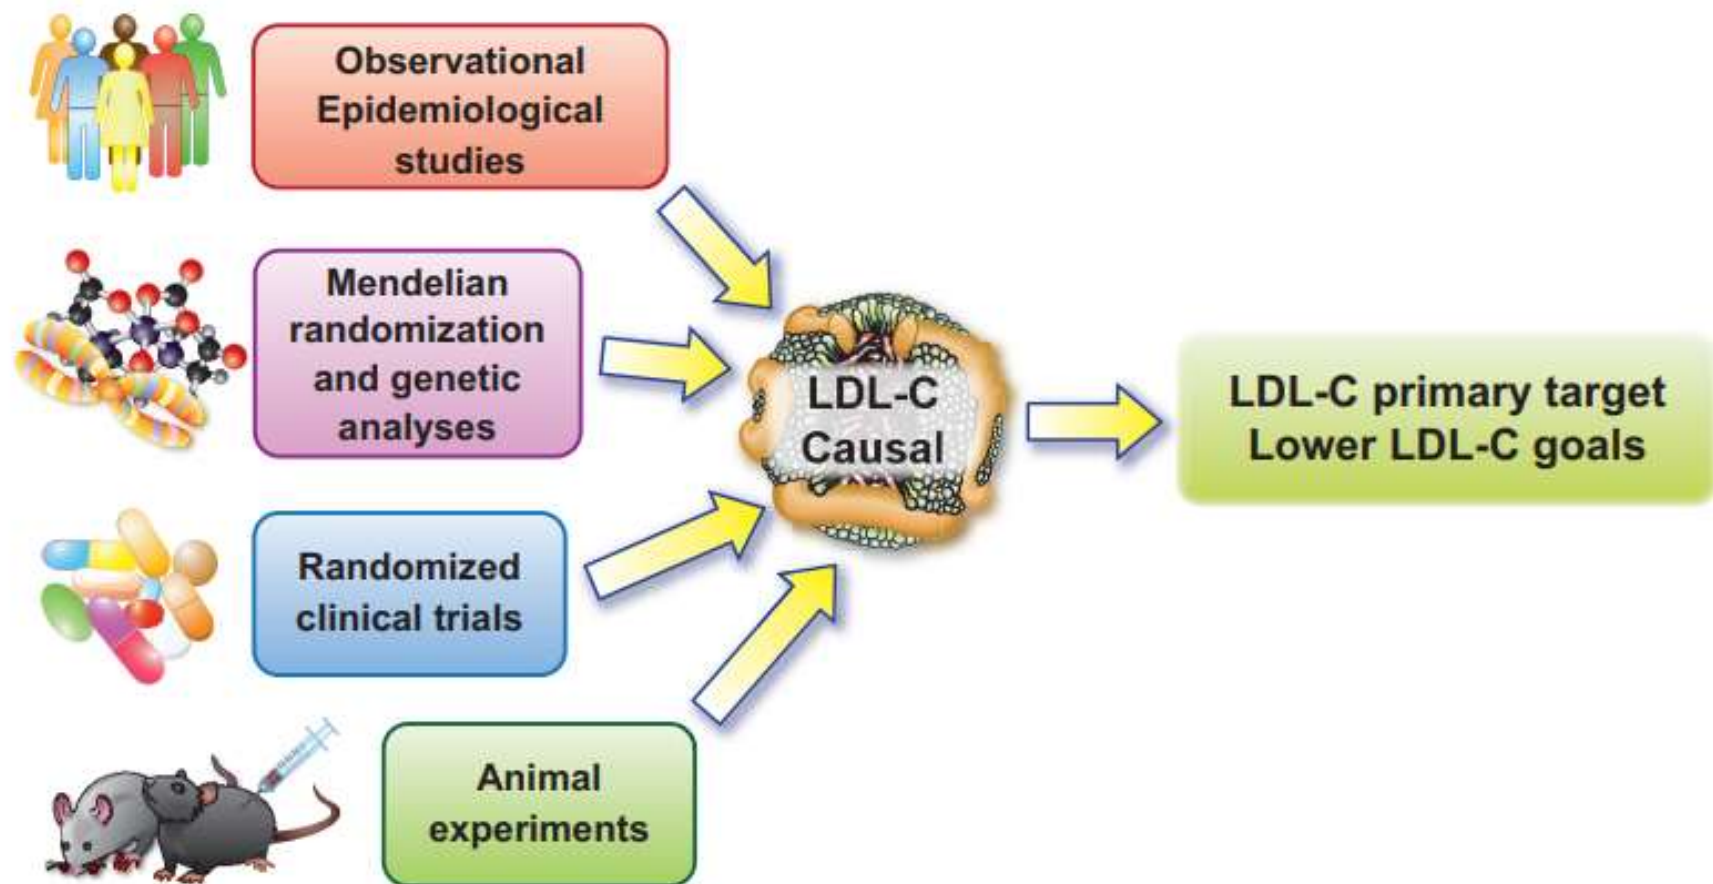 Observational
Epidemiological
studies
Mendelian
randomization
and genetic
analyses
Randomized
clinical trials
Animal
experiments
LDL-C
Causal
LDL-C primary target
Lower LDL-C goals